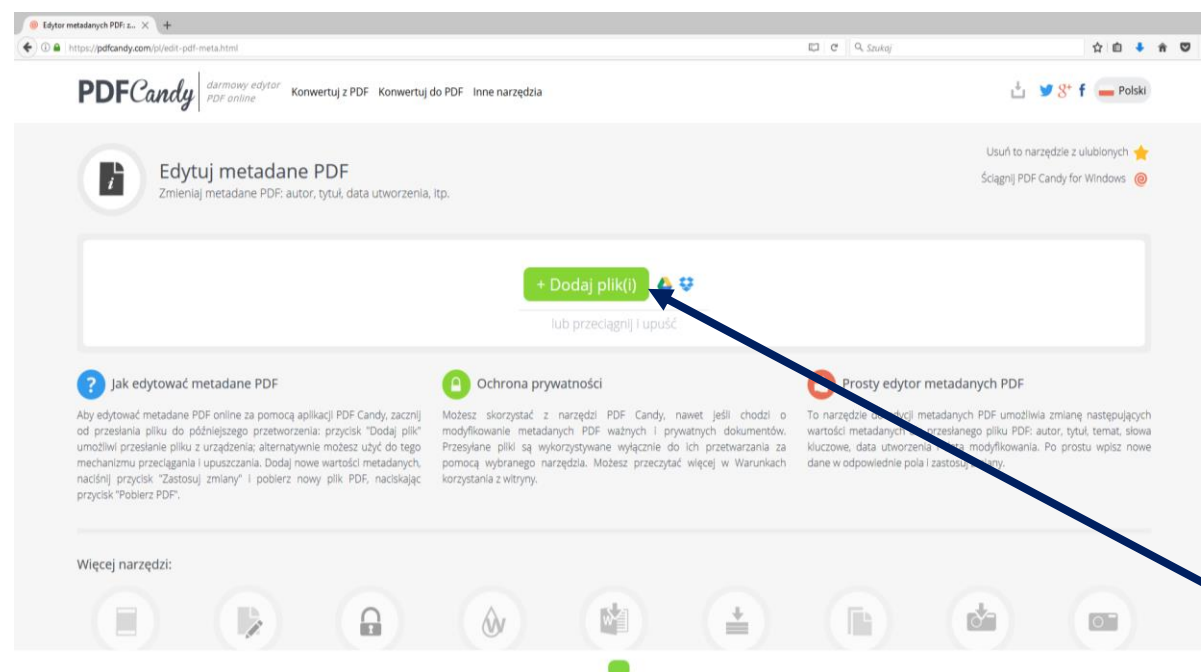 Edytor metadanych PDF: z...
https://pdfcandy.com/pl/edit-pdf-meta.html
Szukaj
PDFCandy
darmowy edytor
PDF online
Konwertuj z PDF Konwertuj do PDF Inne narzędzia
Polski
Edytuj metadane PDF
Zmieniaj metadane PDF: autor, tytuł, data utworzenia, itp.
Usuń to narzędzie z ulubionych
Ściągnij PDF Candy for Windows
+ Dodaj plik(i)
lub przeciągnij i upuść
Jak edytować metadane PDF
Aby edytować metadane PDF online za pomocą aplikacji PDF Candy, zacznij
od przesłania pliku do późniejszego przetworzenia: przycisk "Dodaj plik"
umożliwi przesłanie pliku z urządzenia; alternatywnie możesz użyć do tego
mechanizmu przeciągania i upuszczania. Dodaj nowe wartości metadanych,
naciśnij przycisk "Zastosuj zmiany" i pobierz nowy plik PDF, naciskając
przycisk "Pobierz PDF".
Ochrona prywatności
Możesz skorzystać z narzędzi PDF Candy, nawet jeśli chodzi o
modyfikowanie metadanych PDF ważnych i prywatnych dokumentów.
Przesyłane pliki są wykorzystywane wyłącznie do ich przetwarzania za
pomocą wybranego narzędzia. Możesz przeczytać więcej w Warunkach
korzystania z witryny.
Prosty edytor metadanych PDF
To narzędzie do edycji metadanych PDF umożliwia zmianę następujących
wartości metadanych dla przesłanego pliku PDF: autor, tytuł, temat, słowa
kluczowe, data utworzenia i data modyfikowania. Po prostu wpisz nowe
dane w odpowiednie pola i zastosuj zmiany.
Więcej narzędzi: